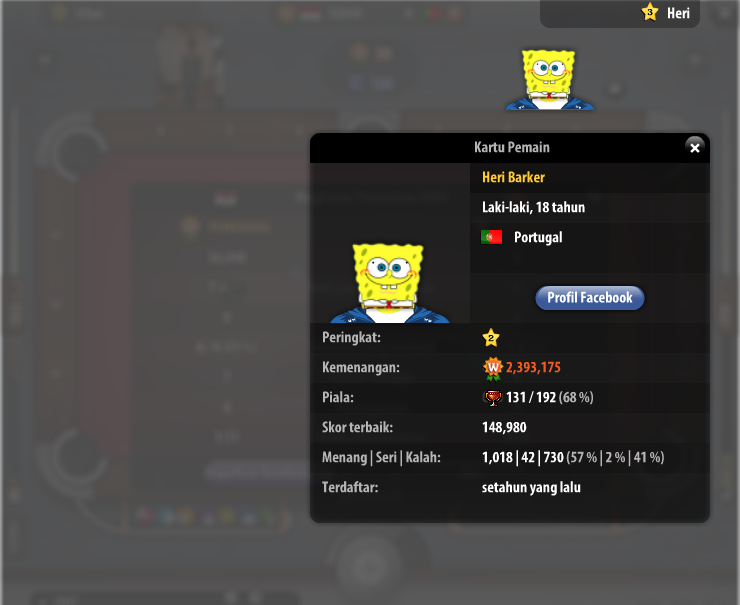 3 Heri
Kartu Pemain
Heri Barker
Laki-laki, 18 tahun
Portugal
Profil Facebook
Peringkat: 2
Kemenangan: W 2,393,175
Piala: 131 / 192 (68 %)
Skor terbaik: 148,980
Menang | Seri | Kalah: 1,018 | 42 | 730 (57 % | 2 % | 41 %)
Terdaftar: setahun yang lalu